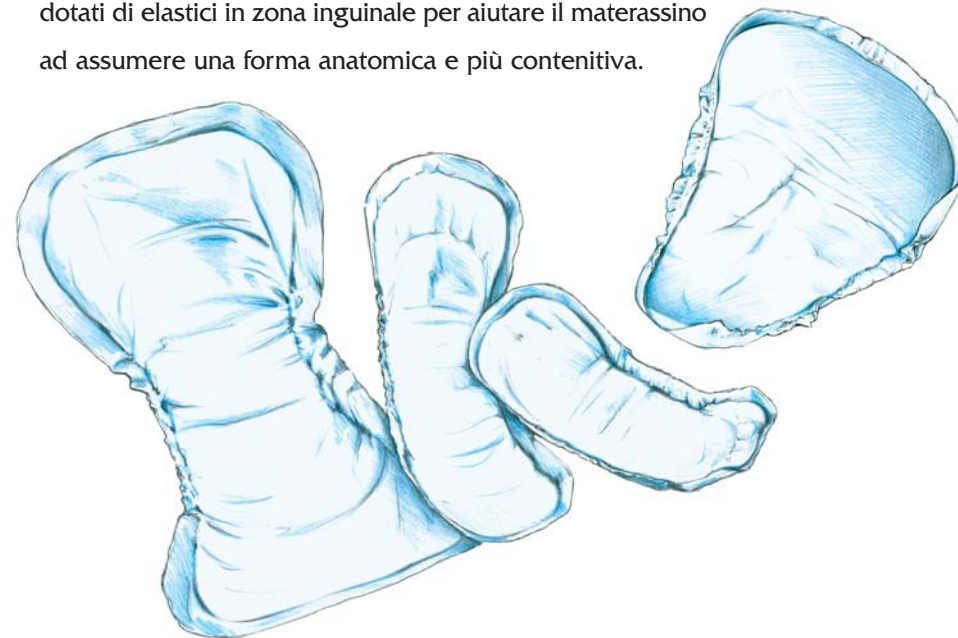 dotati di elastici in zona inguinale per aiutare il materassino
ad assumere una forma anatomica e più contenitiva.